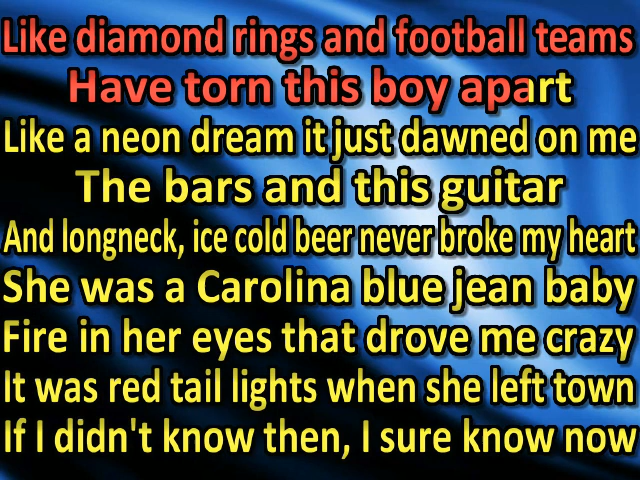 Like diamond rings and football teams
Have torn this boy apart
Like a neon dream it just dawned on me
The bars and this guitar
And longneck, ice cold beer never broke my heart
She was a Carolina blue jean baby
Fire in her eyes that drove me crazy
It was red tail lights when she left town
If I didn't know then, I sure know now